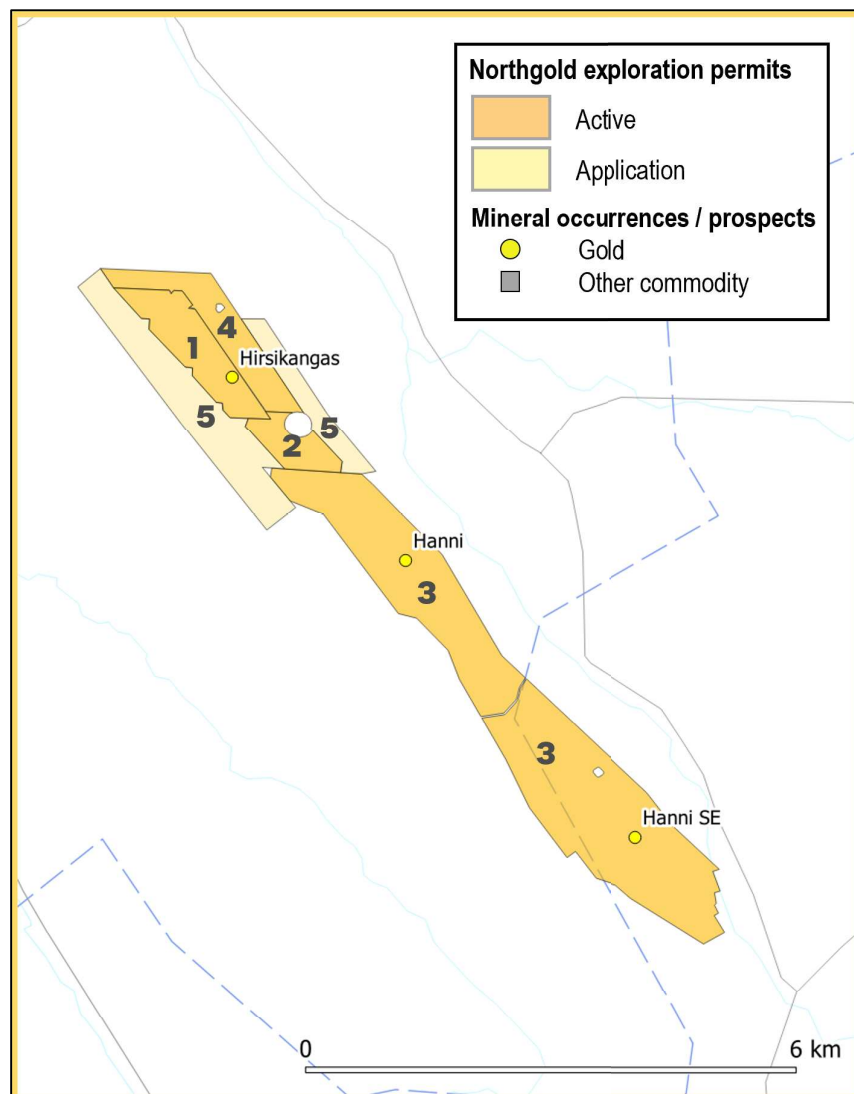 Northgold exploration permits
Active
Application
Mineral occurrences / prospects
Gold
Other commodity
4
1
Hirsikangas
5
5
2
Hanni
3
3
Hanni SE
0
6 km